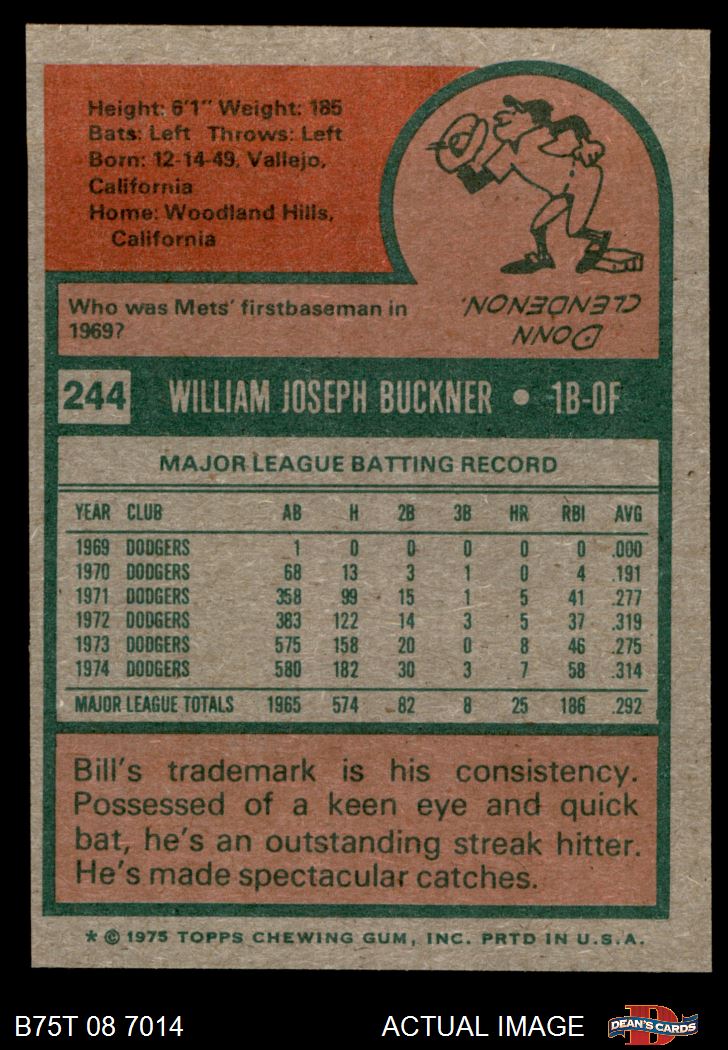 Height: 6'1" Weight: 185
Bats: Left Throws: Left
Born: 12-14-49, Vallejo,
California
Home: Woodland Hills,
California
Who was Mets' firstbaseman in
1969?
DONN
CLENDENON.
244 WILLIAM JOSEPH BUCKNER • 1B-OF
MAJOR LEAGUE BATTING RECORD
YEAR CLUB AB H 2B 3B HR RBI AVG
1969 DODGERS 1 0 0 0 0 0 .000
1970 DODGERS 68 13 3 1 0 4 .191
1971 DODGERS 358 99 15 1 5 41 .277
1972 DODGERS 383 122 14 3 5 37 .319
1973 DODGERS 575 158 20 0 8 46 .275
1974 DODGERS 580 182 30 3 7 58 .314
MAJOR LEAGUE TOTALS 1965 574 82 8 25 186 .292
Bill's trademark is his consistency.
Possessed of a keen eye and quick
bat, he's an outstanding streak hitter.
He's made spectacular catches.
* © 1975 TOPPS CHEWING GUM, INC. PRTD IN U.S.A.
B75T 08 7014 ACTUAL IMAGE DEAN'S CARDS